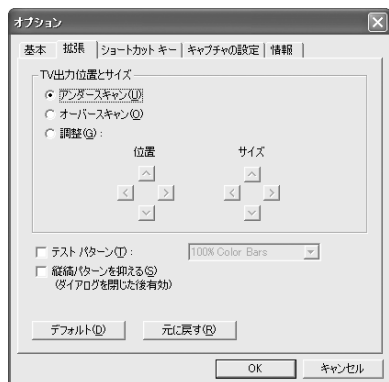 オプション
基本 拡張 ショートカット キー キャプチャの設定 情報
TV出力位置とサイズ
アンダースキャン(U)
オーバースキャン(O)
調整(G) :
位置 サイズ
テスト パターン(T) : 100% Color Bars
縦縞パターンを抑える(S)
(ダイアログを閉じた後有効)
デフォルト(D) 元に戻す(R)
OK キャンセル